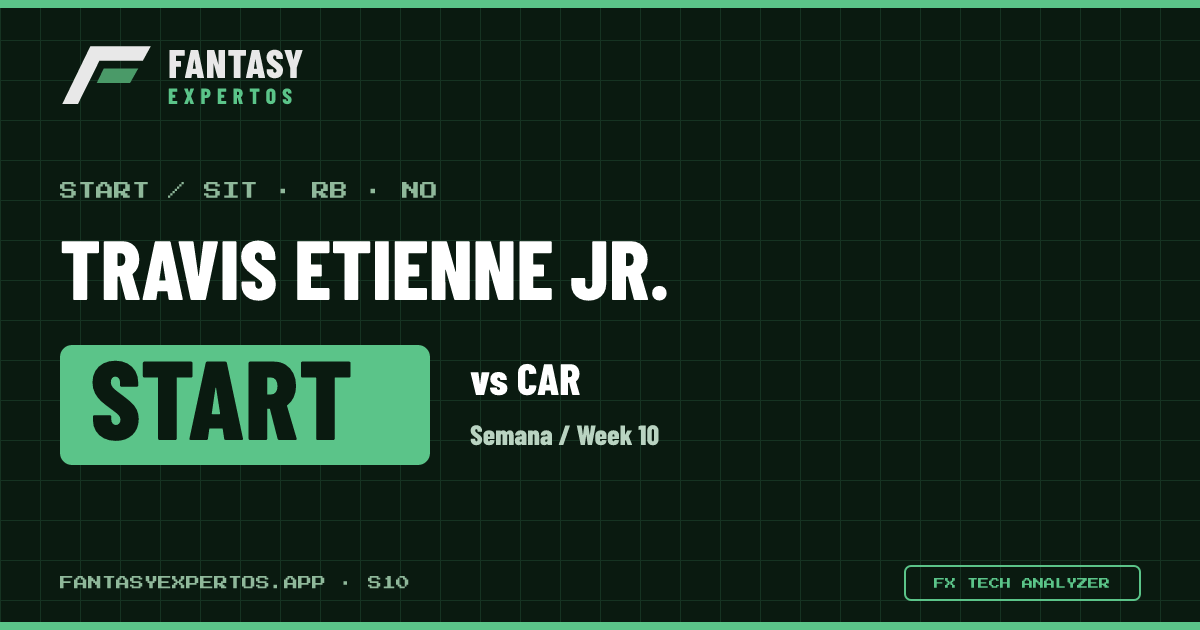 FANTASY
EXPERTOS
START / SIT · RB · NO
TRAVIS ETIENNE JR.
START
vs CAR
Semana / Week 10
FANTASYEXPERTOS.APP · S10
FX TECH ANALYZER